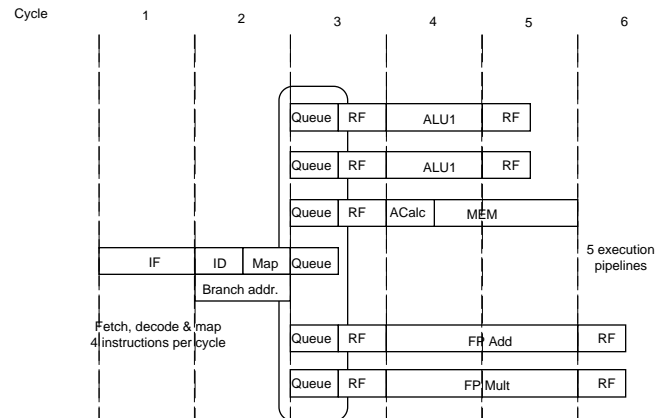 Cycle 1 2 3 4 5 6
Queue RF ALU1 RF
Queue RF ALU1 RF
Queue RF ACalc MEM
IF ID Map Queue
Branch addr.
5 execution
pipelines
Fetch, decode & map
4 instructions per cycle
Queue RF FP Add RF
Queue RF FP Mult RF